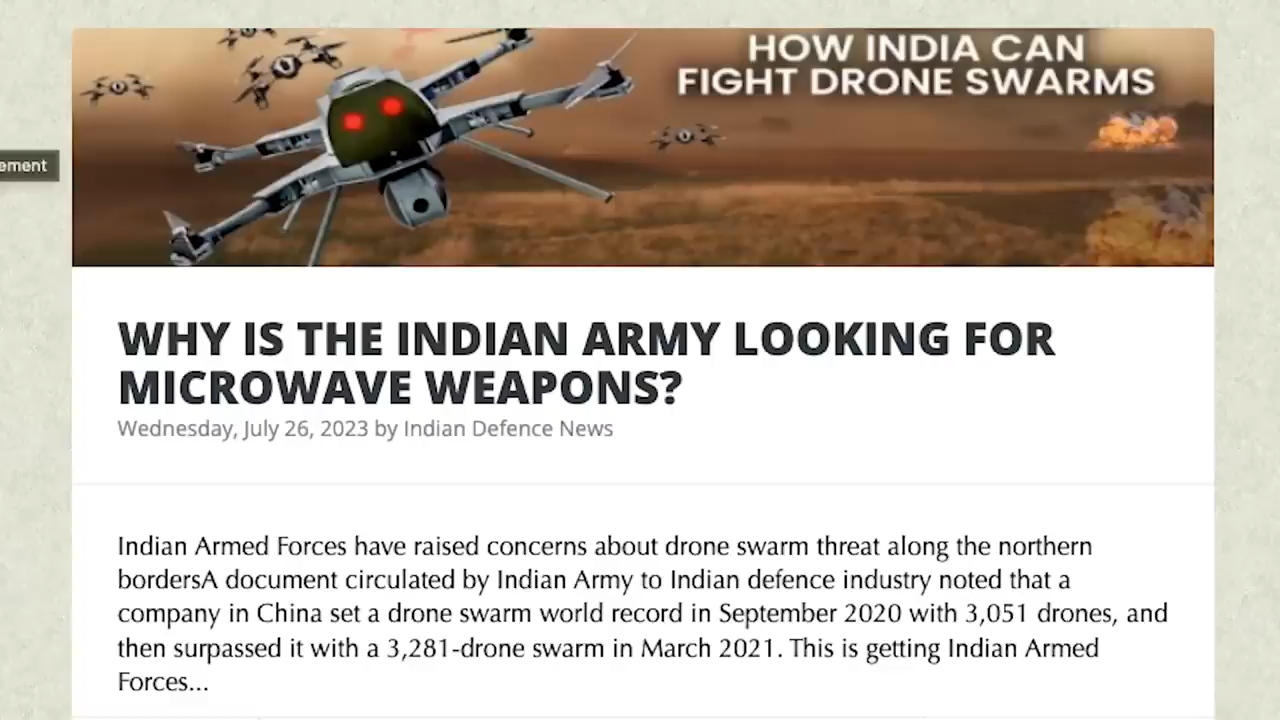 HOW INDIA CAN
FIGHT DRONE SWARMS
ement
WHY IS THE INDIAN ARMY LOOKING FOR
MICROWAVE WEAPONS?
Wednesday, July 26, 2023 by Indian Defence News
Indian Armed Forces have raised concerns about drone swarm threat along the northern
bordersA document circulated by Indian Army to Indian defence industry noted that a
company in China set a drone swarm world record in September 2020 with 3,051 drones, and
then surpassed it with a 3,281-drone swarm in March 2021. This is getting Indian Armed
Forces...